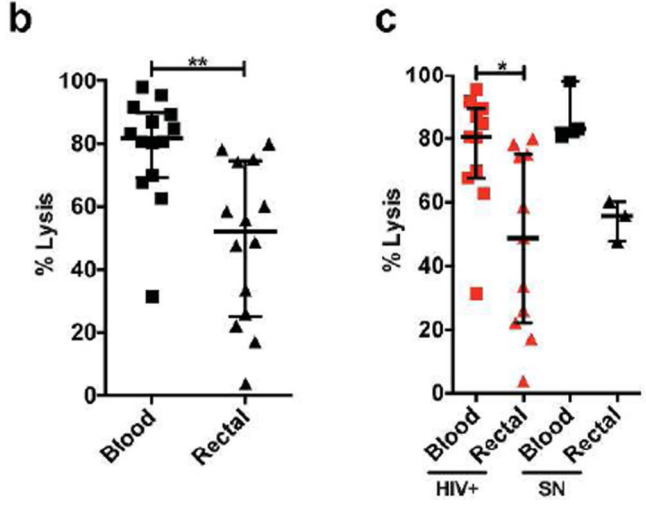 b
**
100
80
60
40
20
0
% Lysis
Blood
Rectal
c
*
100
80
60
40
20
0
% Lysis
Blood
Rectal
Blood
Rectal
HIV+
SN